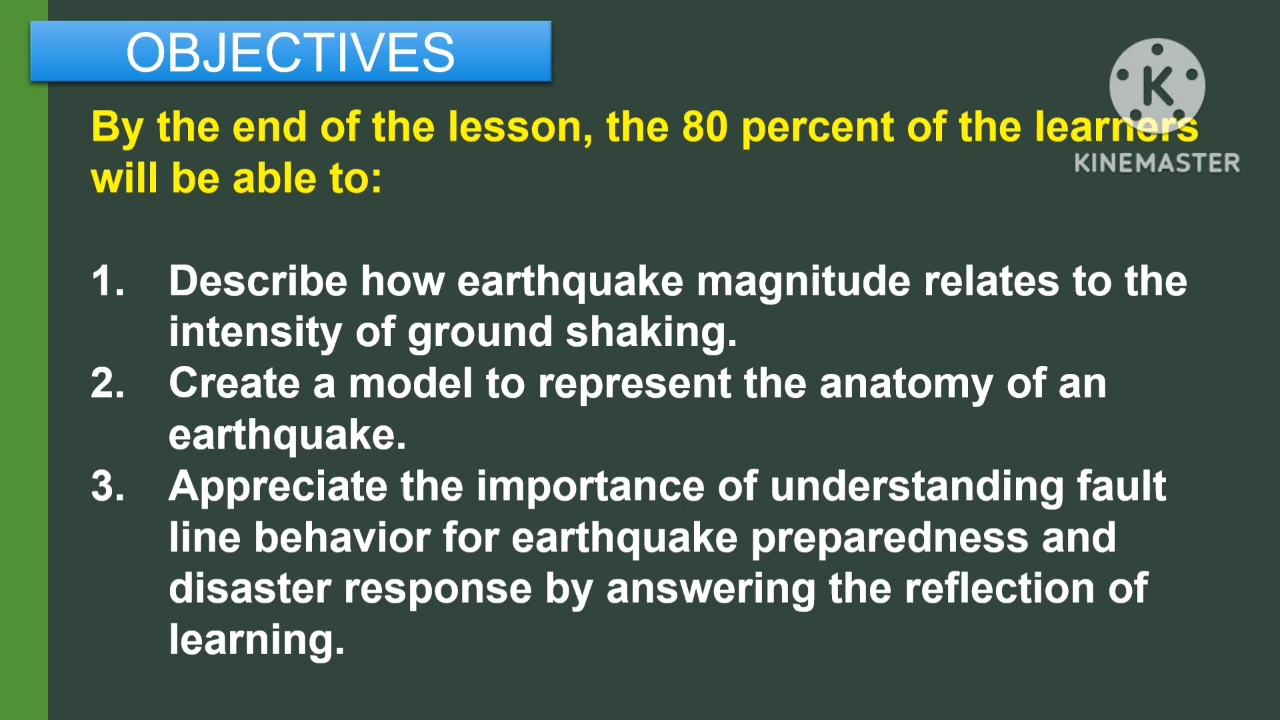 OBJECTIVES
By the end of the lesson, the 80 percent of the learners
will be able to:
K
KINEMASTER
1. Describe how earthquake magnitude relates to the
intensity of ground shaking.
2. Create a model to represent the anatomy of an
earthquake.
3. Appreciate the importance of understanding fault
line behavior for earthquake preparedness and
disaster response by answering the reflection of
learning.